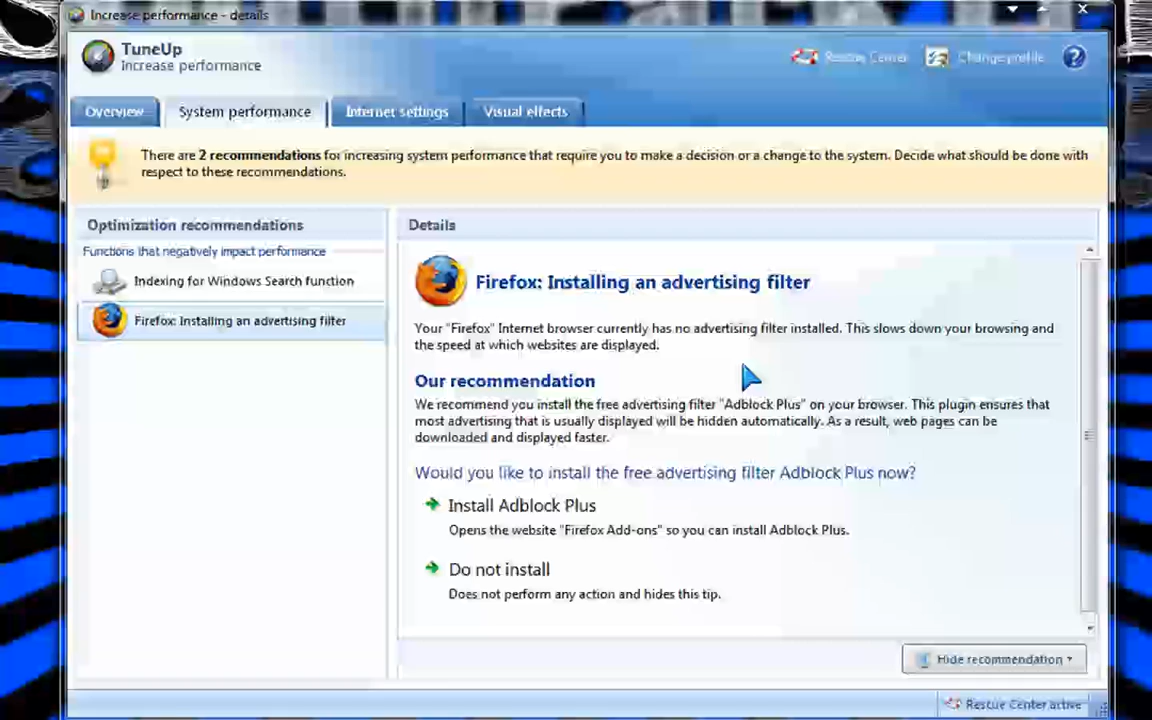 Increase performance - details
TuneUp
Increase performance
Rescue Center
Change profile
?
Overview
System performance
Internet settings
Visual effects
There are 2 recommendations for increasing system performance that require you to make a decision or a change to the system. Decide what should be done with
respect to these recommendations.
Optimization recommendations
Functions that negatively impact performance
Indexing for Windows Search function
Firefox: Installing an advertising filter
Details
Firefox: Installing an advertising filter
Your "Firefox" Internet browser currently has no advertising filter installed. This slows down your browsing and
the speed at which websites are displayed.
Our recommendation
We recommend you install the free advertising filter "Adblock Plus" on your browser. This plugin ensures that
most advertising that is usually displayed will be hidden automatically. As a result, web pages can be
downloaded and displayed faster.
Would you like to install the free advertising filter Adblock Plus now?
Install Adblock Plus
Opens the website "Firefox Add-ons" so you can install Adblock Plus.
Do not install
Does not perform any action and hides this tip.
Hide recommendation
Rescue Center active